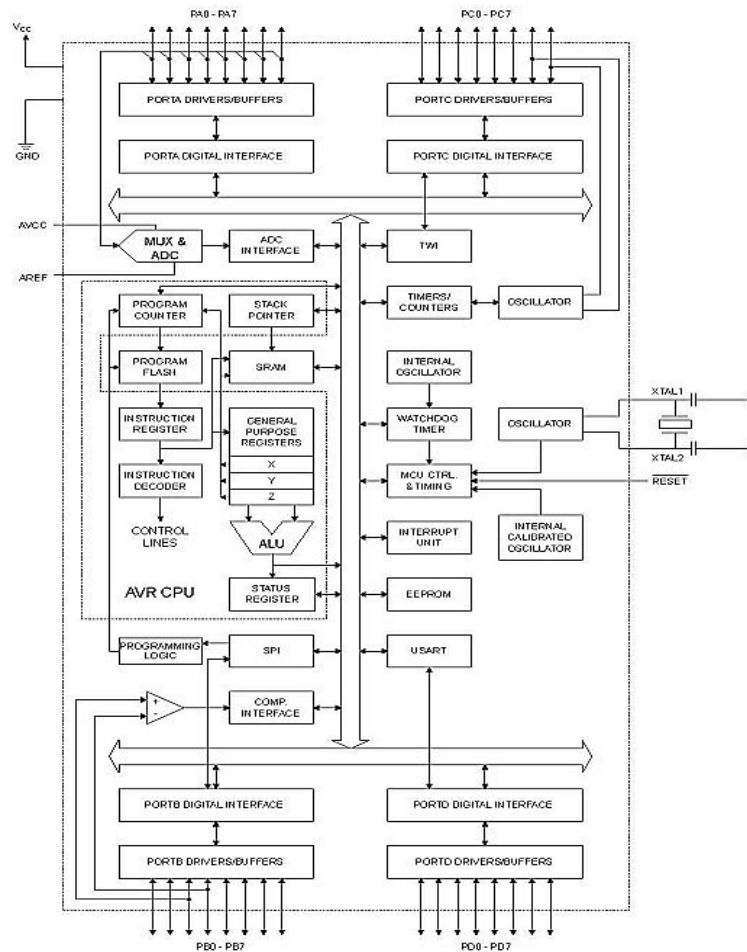 PA0 - PA7
PC0 - PC7
VCC
PORTA DRIVERS/BUFFERS
PORTC DRIVERS/BUFFERS
GND
PORTA DIGITAL INTERFACE
PORTC DIGITAL INTERFACE
AVCC
MUX &
ADC
ADC
INTERFACE
TWI
AREF
PROGRAM
COUNTER
STACK
POINTER
TIMERS/
COUNTERS
OSCILLATOR
PROGRAM
FLASH
SRAM
INTERNAL
OSCILLATOR
XTAL1
INSTRUCTION
REGISTER
GENERAL
PURPOSE
REGISTERS
WATCHDOG
TIMER
OSCILLATOR
XTAL2
X
INSTRUCTION
DECODER
Y
MCU CTRL.
& TIMING
RESET
Z
CONTROL
LINES
ALU
INTERRUPT
UNIT
INTERNAL
CALIBRATED
OSCILLATOR
AVR CPU
STATUS
REGISTER
EEPROM
PROGRAMMING
LOGIC
SPI
USART
+
-
COMP.
INTERFACE
PORTB DIGITAL INTERFACE
PORTD DIGITAL INTERFACE
PORTB DRIVERS/BUFFERS
PORTD DRIVERS/BUFFERS
PB0 - PB7
PD0 - PD7